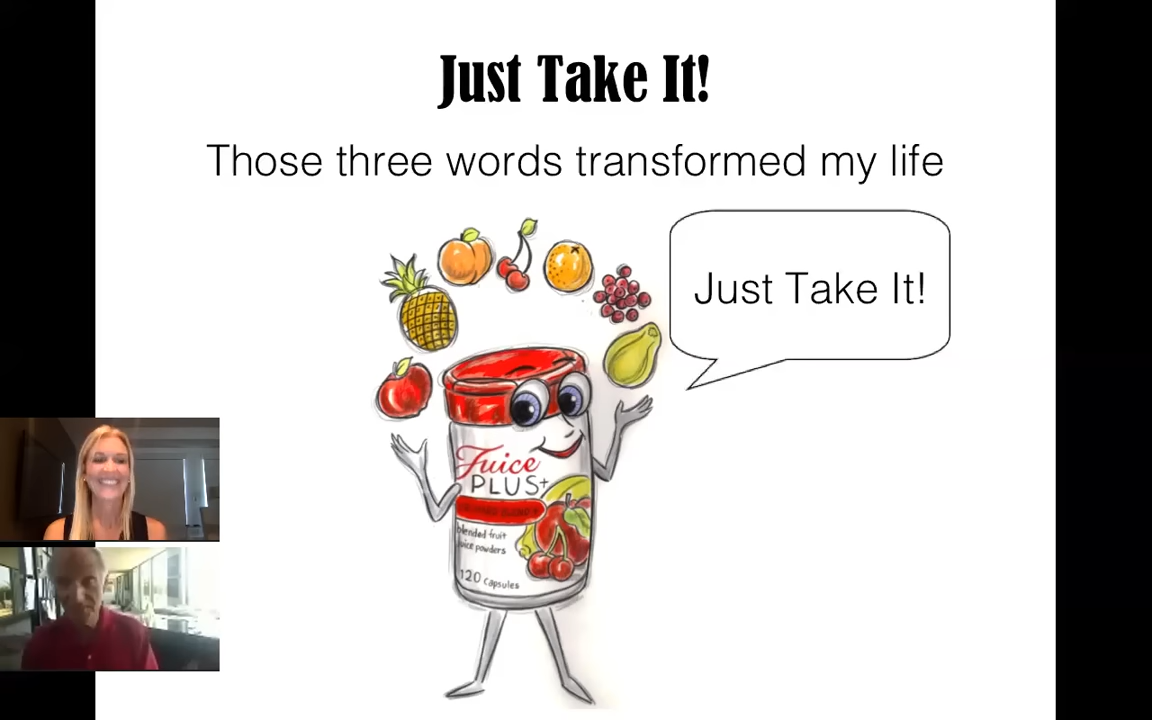 Just Take It!
Those three words transformed my life
Just Take It!
Juice
PLUS+
blended fruit
juice powders
120 Capsules